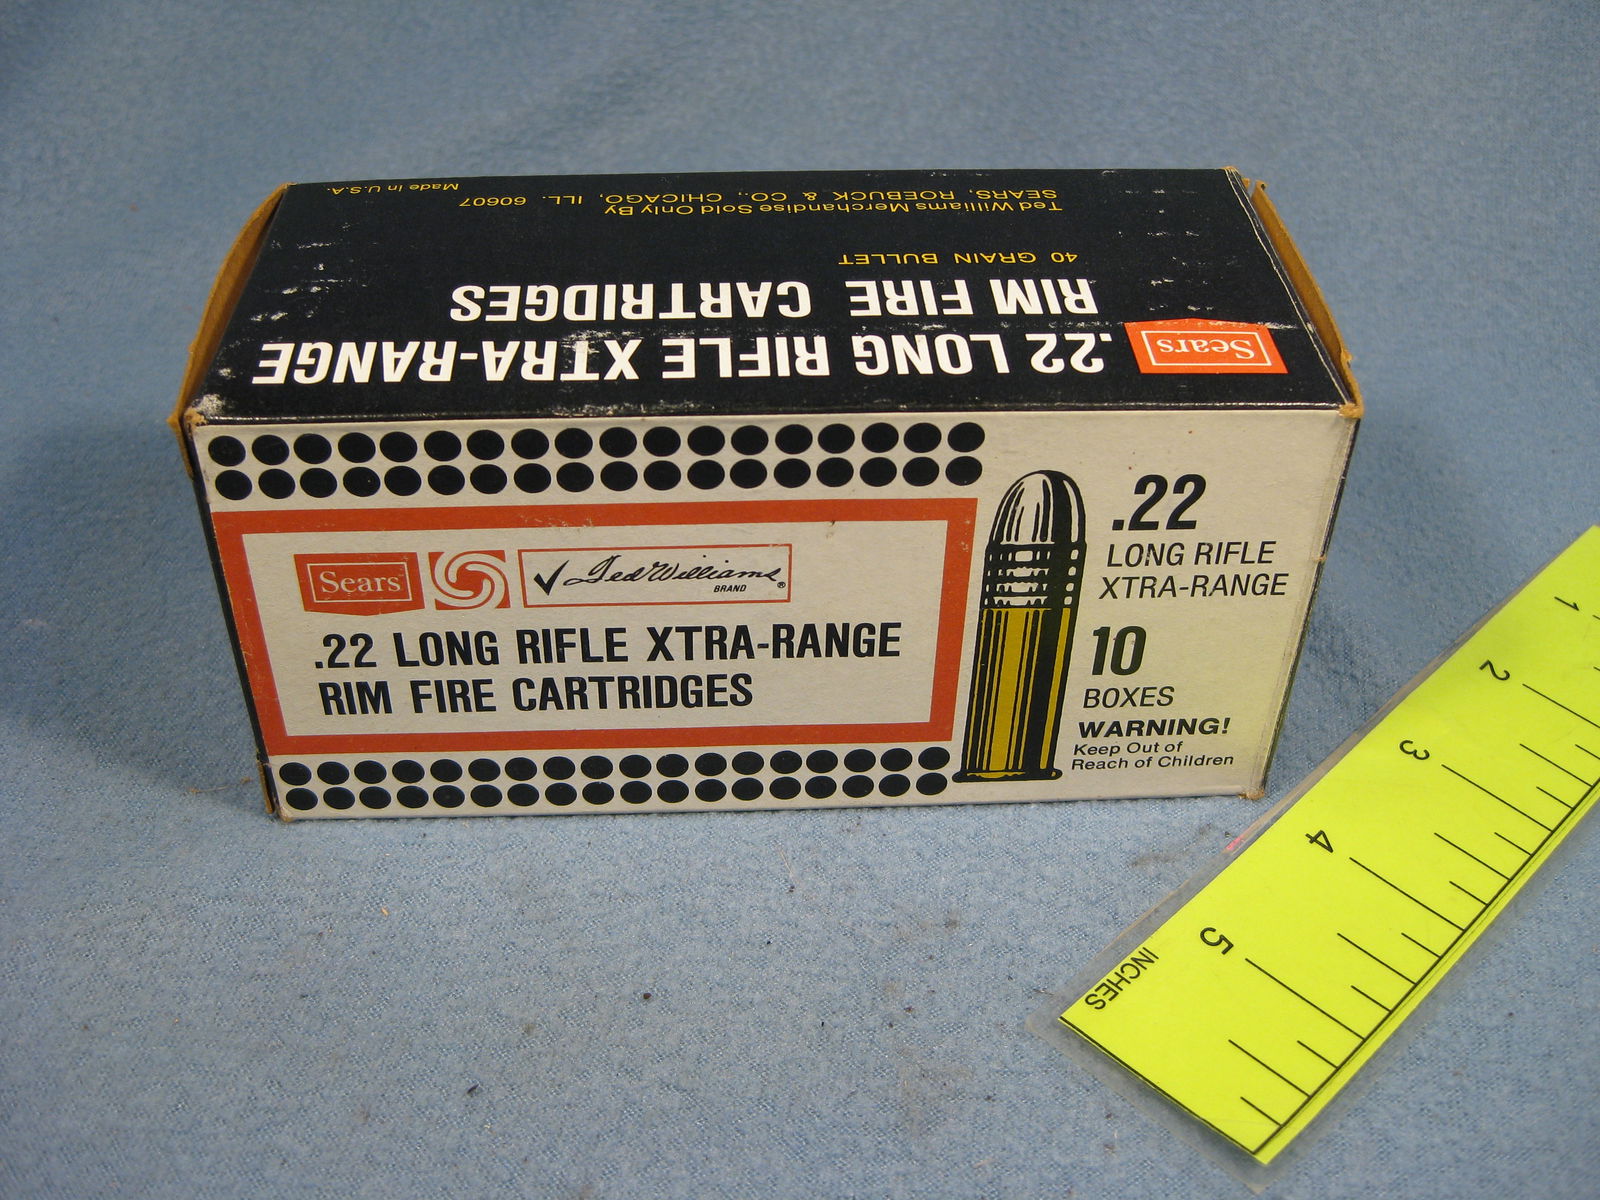 Sears
.22 LONG RIFLE XTRA-RANGE
RIM FIRE CARTRIDGES
40 GRAIN BULLET
Ted Williams Merchandise Sold Only By
SEARS, ROEBUCK & CO., CHICAGO, ILL. 60607
Made in U.S.A.
Sears
✓ Ted Williams ®
BRAND
.22 LONG RIFLE XTRA-RANGE
RIM FIRE CARTRIDGES
.22
LONG RIFLE
XTRA-RANGE
10
BOXES
WARNING!
Keep Out of
Reach of Children
1
2
3
4
5
INCHES